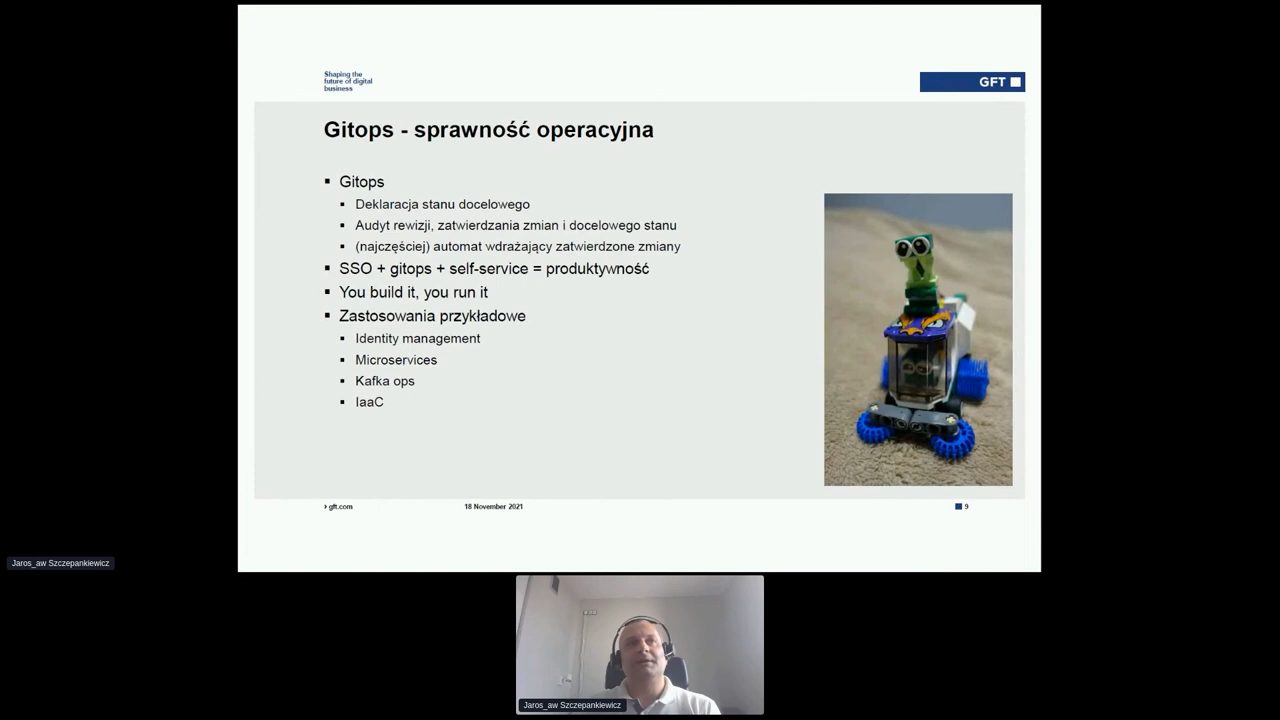 Shaping the
future of digital
business
GFT
Gitops - sprawność operacyjna
Gitops
Deklaracja stanu docelowego
Audyt rewizji, zatwierdzania zmian i docelowego stanu
(najczęściej) automat wdrażający zatwierdzone zmiany
SSO + gitops + self-service = produktywność
You build it, you run it
Zastosowania przykładowe
Identity management
Microservices
Kafka ops
IaaC
gft.com
18 November 2021
9
Jaros_aw Szczepankiewicz
Jaros_aw Szczepankiewicz